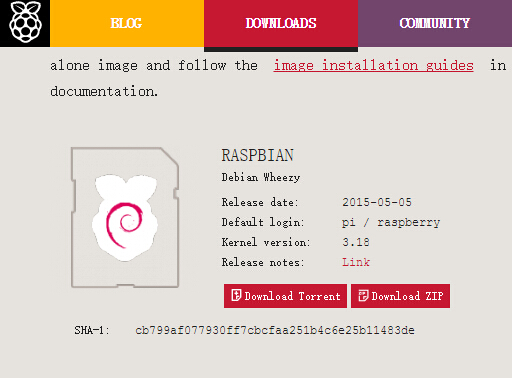 BLOG DOWNLOADS COMMUNITY
alone image and follow the image installation guides in
documentation.
RASPBIAN
Debian Wheezy
Release date: 2015-05-05
Default login: pi / raspberry
Kernel version: 3.18
Release notes: Link
Download Torrent Download ZIP
SHA-1: cb799af077930ff7cbcfaa251b4c6e25b11483de